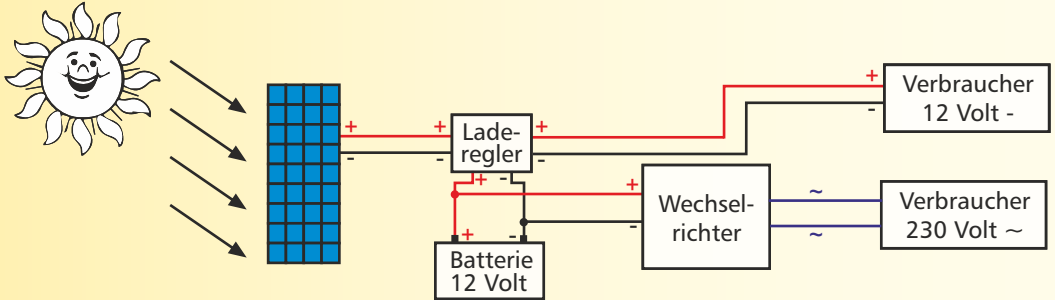 +
-
+
-
Lade-
regler
+
-
+
-
+
-
Batterie
12 Volt
+
-
Wechsel-
richter
~
~
+
-
Verbraucher
12 Volt -
Verbraucher
230 Volt ~